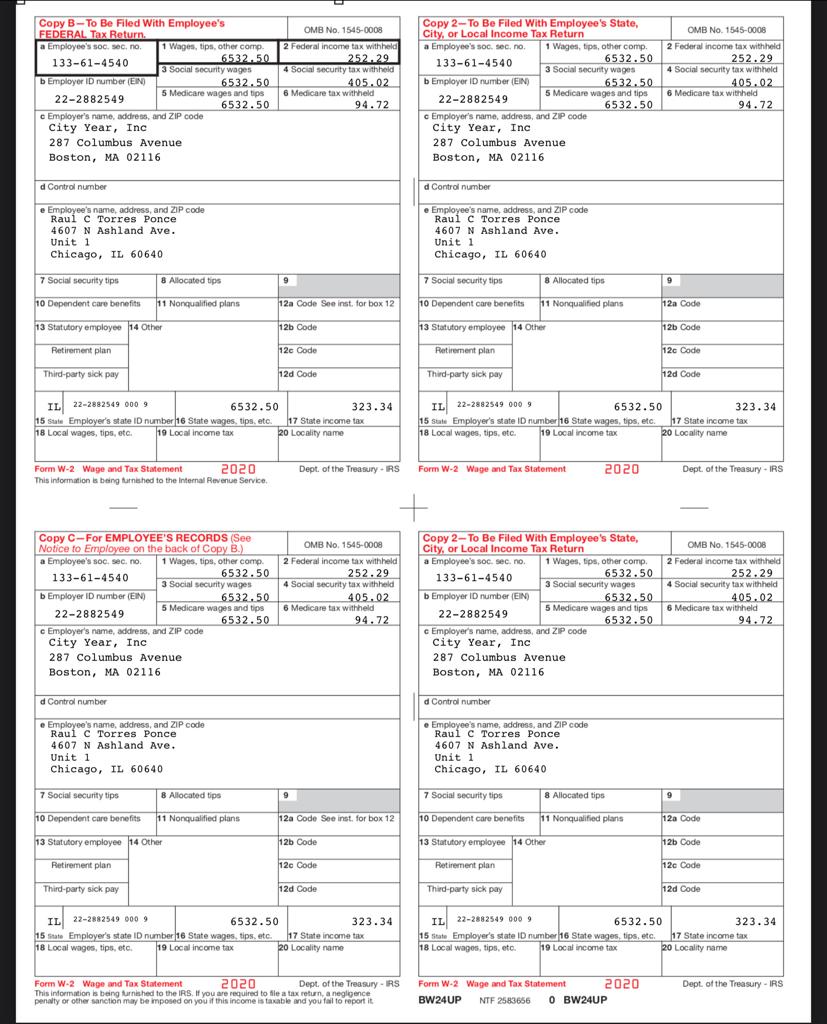 Copy B—To Be Filed With Employee's
FEDERAL Tax Return.
OMB No. 1545-0008
a Employee's soc. sec. no.
133-61-4540
1 Wages, tips, other comp.
6532.50
2 Federal income tax withheld
252.29
3 Social security wages
6532.50
4 Social security tax withheld
405.02
b Employer ID number (EIN)
22-2882549
5 Medicare wages and tips
6532.50
6 Medicare tax withheld
94.72
c Employer's name, address, and ZIP code
City Year, Inc
287 Columbus Avenue
Boston, MA 02116
d Control number
e Employee's name, address, and ZIP code
Raul C Torres Ponce
4607 N Ashland Ave.
Unit 1
Chicago, IL 60640
7 Social security tips
8 Allocated tips
9
10 Dependent care benefits
11 Nonqualified plans
12a Code See inst. for box 12
13 Statutory employee
14 Other
12b Code
Retirement plan
12c Code
Third-party sick pay
12d Code
IL 22-2882549 000 9 6532.50 323.34
15 State Employer's state ID number 16 State wages, tips, etc. 17 State income tax
18 Local wages, tips, etc.
19 Local income tax
20 Locality name
Form W-2 Wage and Tax Statement 2020 Dept. of the Treasury - IRS
This information is being furnished to the Internal Revenue Service.
Copy 2—To Be Filed With Employee's State,
City, or Local Income Tax Return
OMB No. 1545-0008
a Employee's soc. sec. no.
133-61-4540
1 Wages, tips, other comp.
6532.50
2 Federal income tax withheld
252.29
3 Social security wages
6532.50
4 Social security tax withheld
405.02
b Employer ID number (EIN)
22-2882549
5 Medicare wages and tips
6532.50
6 Medicare tax withheld
94.72
c Employer's name, address, and ZIP code
City Year, Inc
287 Columbus Avenue
Boston, MA 02116
d Control number
e Employee's name, address, and ZIP code
Raul C Torres Ponce
4607 N Ashland Ave.
Unit 1
Chicago, IL 60640
7 Social security tips
8 Allocated tips
9
10 Dependent care benefits
11 Nonqualified plans
12a Code
13 Statutory employee
14 Other
12b Code
Retirement plan
12c Code
Third-party sick pay
12d Code
IL 22-2882549 000 9 6532.50 323.34
15 State Employer's state ID number 16 State wages, tips, etc. 17 State income tax
18 Local wages, tips, etc.
19 Local income tax
20 Locality name
Form W-2 Wage and Tax Statement 2020 Dept. of the Treasury - IRS
Copy C—For EMPLOYEE'S RECORDS (See
Notice to Employee on the back of Copy B.)
OMB No. 1545-0008
a Employee's soc. sec. no.
133-61-4540
1 Wages, tips, other comp.
6532.50
2 Federal income tax withheld
252.29
3 Social security wages
6532.50
4 Social security tax withheld
405.02
b Employer ID number (EIN)
22-2882549
5 Medicare wages and tips
6532.50
6 Medicare tax withheld
94.72
c Employer's name, address, and ZIP code
City Year, Inc
287 Columbus Avenue
Boston, MA 02116
d Control number
e Employee's name, address, and ZIP code
Raul C Torres Ponce
4607 N Ashland Ave.
Unit 1
Chicago, IL 60640
7 Social security tips
8 Allocated tips
9
10 Dependent care benefits
11 Nonqualified plans
12a Code See inst. for box 12
13 Statutory employee
14 Other
12b Code
Retirement plan
12c Code
Third-party sick pay
12d Code
IL 22-2882549 000 9 6532.50 323.34
15 State Employer's state ID number 16 State wages, tips, etc. 17 State income tax
18 Local wages, tips, etc.
19 Local income tax
20 Locality name
Form W-2 Wage and Tax Statement 2020 Dept. of the Treasury - IRS
This information is being furnished to the IRS. If you are required to file a tax return, a negligence
penalty or other sanction may be imposed on you if this income is taxable and you fail to report it.
Copy 2—To Be Filed With Employee's State,
City, or Local Income Tax Return
OMB No. 1545-0008
a Employee's soc. sec. no.
133-61-4540
1 Wages, tips, other comp.
6532.50
2 Federal income tax withheld
252.29
3 Social security wages
6532.50
4 Social security tax withheld
405.02
b Employer ID number (EIN)
22-2882549
5 Medicare wages and tips
6532.50
6 Medicare tax withheld
94.72
c Employer's name, address, and ZIP code
City Year, Inc
287 Columbus Avenue
Boston, MA 02116
d Control number
e Employee's name, address, and ZIP code
Raul C Torres Ponce
4607 N Ashland Ave.
Unit 1
Chicago, IL 60640
7 Social security tips
8 Allocated tips
9
10 Dependent care benefits
11 Nonqualified plans
12a Code
13 Statutory employee
14 Other
12b Code
Retirement plan
12c Code
Third-party sick pay
12d Code
IL 22-2882549 000 9 6532.50 323.34
15 State Employer's state ID number 16 State wages, tips, etc. 17 State income tax
18 Local wages, tips, etc.
19 Local income tax
20 Locality name
Form W-2 Wage and Tax Statement 2020 Dept. of the Treasury - IRS
BW24UP NTF 2583656 0 BW24UP